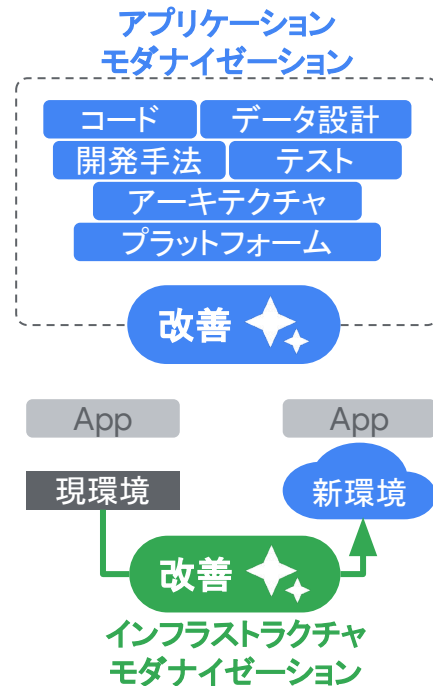 アプリケーション
モダナイゼーション
コード データ設計
開発手法 テスト
アーキテクチャ
プラットフォーム
改善
App App
現環境 新環境
改善
インフラストラクチャ
モダナイゼーション